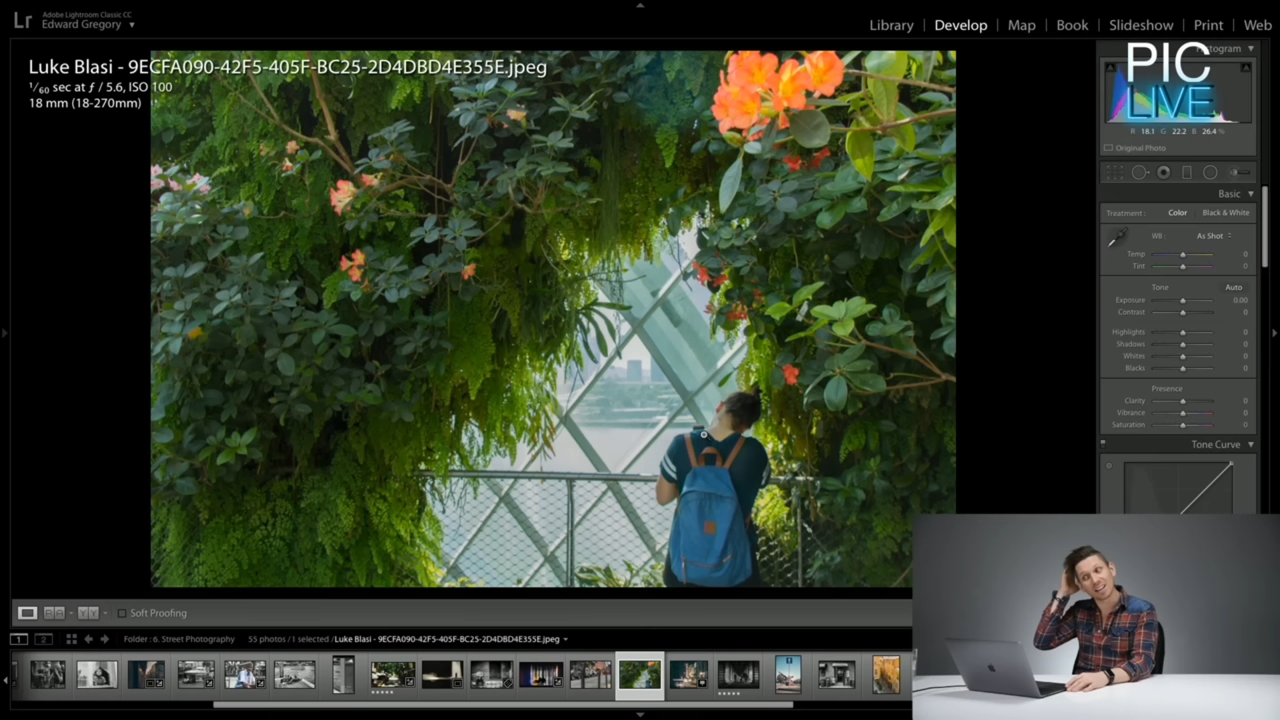 Lr Adobe Lightroom Classic CC
Edward Gregory
Library | Develop | Map | Book | Slideshow | Print | Web
Luke Blasi - 9ECFA090-42F5-405F-BC25-2D4DBD4E355E.jpeg
1/60 sec at ƒ / 5.6, ISO 100
18 mm (18-270mm)
Histogram
PIC
LIVE
R 18.1 G 22.2 B 26.4 %
Original Photo
Basic
Treatment : Color Black & White
WB : As Shot
Temp 0
Tint 0
Tone Auto
Exposure 0.00
Contrast 0
Highlights 0
Shadows 0
Whites 0
Blacks 0
Presence
Clarity 0
Vibrance 0
Saturation 0
Tone Curve
Soft Proofing
1 2 Folder : 6. Street Photography 55 photos / 1 selected / Luke Blasi - 9ECFA090-42F5-405F-BC25-2D4DBD4E355E.jpeg